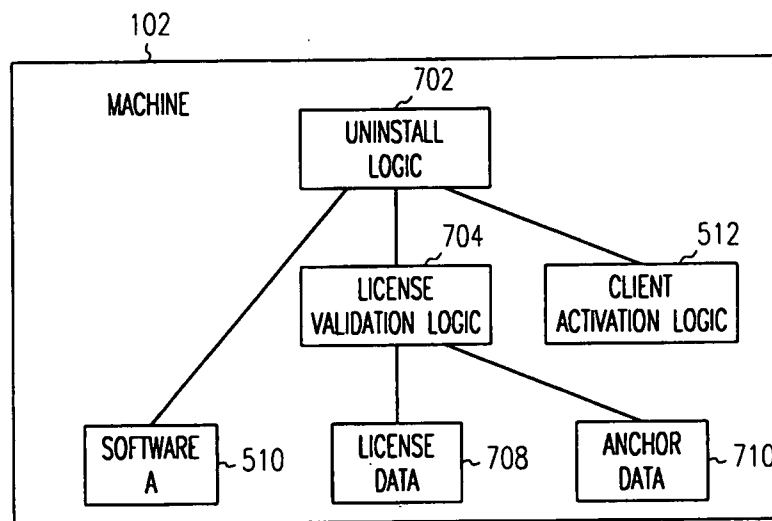 102
MACHINE
702
UNINSTALL
LOGIC
704
LICENSE
VALIDATION LOGIC
512
CLIENT
ACTIVATION LOGIC
SOFTWARE
A
510
LICENSE
DATA
708
ANCHOR
DATA
710